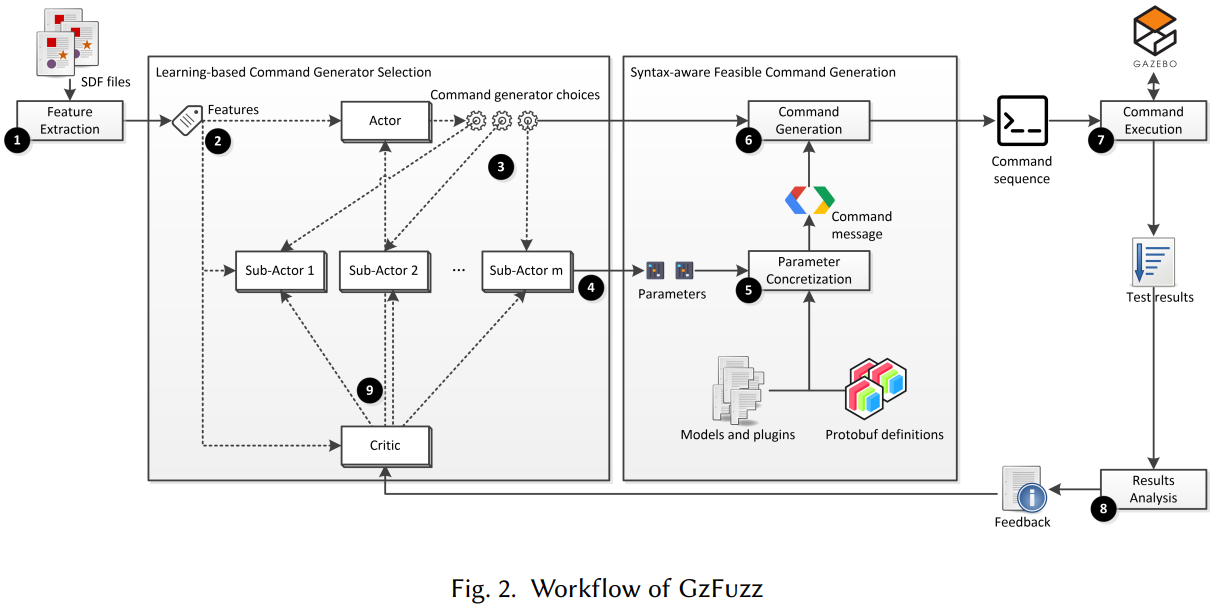 SDF files
Feature
Extraction
1
Learning-based Command Generator Selection
Features
2
Actor
Command generator choices
3
Sub-Actor 1
Sub-Actor 2
...
Sub-Actor m
4
9
Critic
Syntax-aware Feasible Command Generation
Command
Generation
6
Command
message
Parameters
Parameter
Concretization
5
Models and plugins
Protobuf definitions
Command
sequence
GAZEBO
Command
Execution
7
Test results
Results
Analysis
8
Feedback
Fig. 2. Workflow of GzFuzz